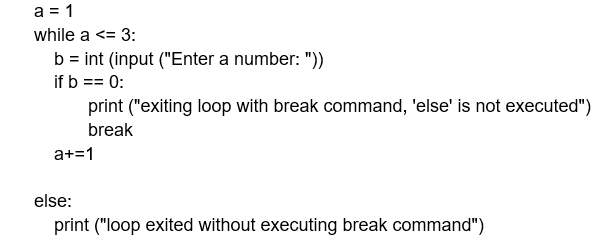 a = 1
while a <= 3:
b = int (input ("Enter a number: "))
if b == 0:
print ("exiting loop with break command, 'else' is not executed")
break
a+=1
else:
print ("loop exited without executing break command")